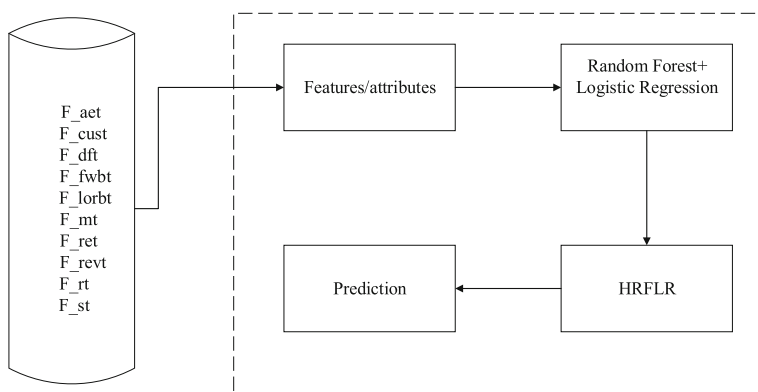 F_aet
F_cust
F_dft
F_fwbt
F_lorbt
F_mt
F_ret
F_revt
F_rt
F_st
Features/attributes
Random Forest+
Logistic Regression
Prediction
HRFLR